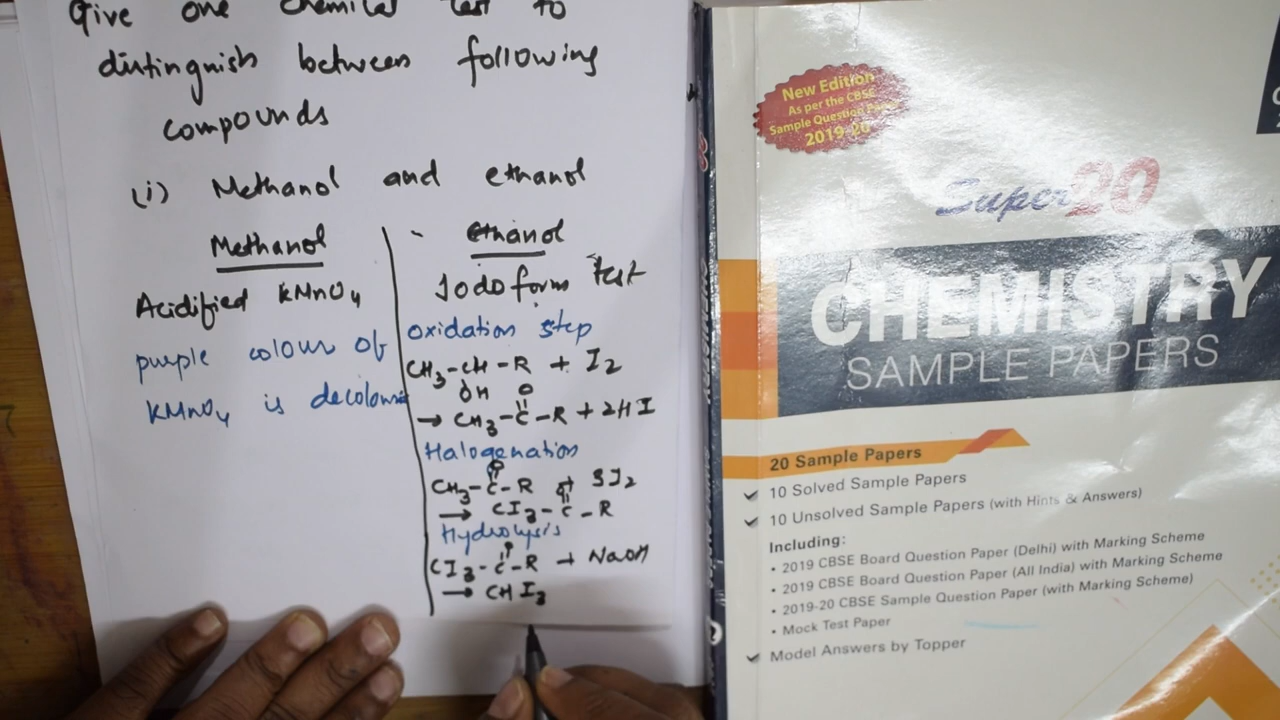 Give one chemical test to
distinguish between following
compounds
(i) Methanol and ethanol
Methanol
Acidified KMnO4
purple colour of
KMnO4 is decolouris
- ethanol
Iodoform test
oxidation step
CH3-CH-R + I2
OH O
→ CH3-C-R + 2HI
Halogenation
O
CH3-C-R + 3I2
→ CI3-C-R
Hydrolysis
O
CI3-C-R + NaOH
→ CHI3
New Edition
As per the CBSE
Sample Question Paper
2019-20
Super20
CHEMISTRY
SAMPLE PAPERS
20 Sample Papers
✓ 10 Solved Sample Papers
✓ 10 Unsolved Sample Papers (with Hints & Answers)
Including:
• 2019 CBSE Board Question Paper (Delhi) with Marking Scheme
• 2019 CBSE Board Question Paper (All India) with Marking Scheme
• 2019-20 CBSE Sample Question Paper (with Marking Scheme)
• Mock Test Paper
✓ Model Answers by Topper